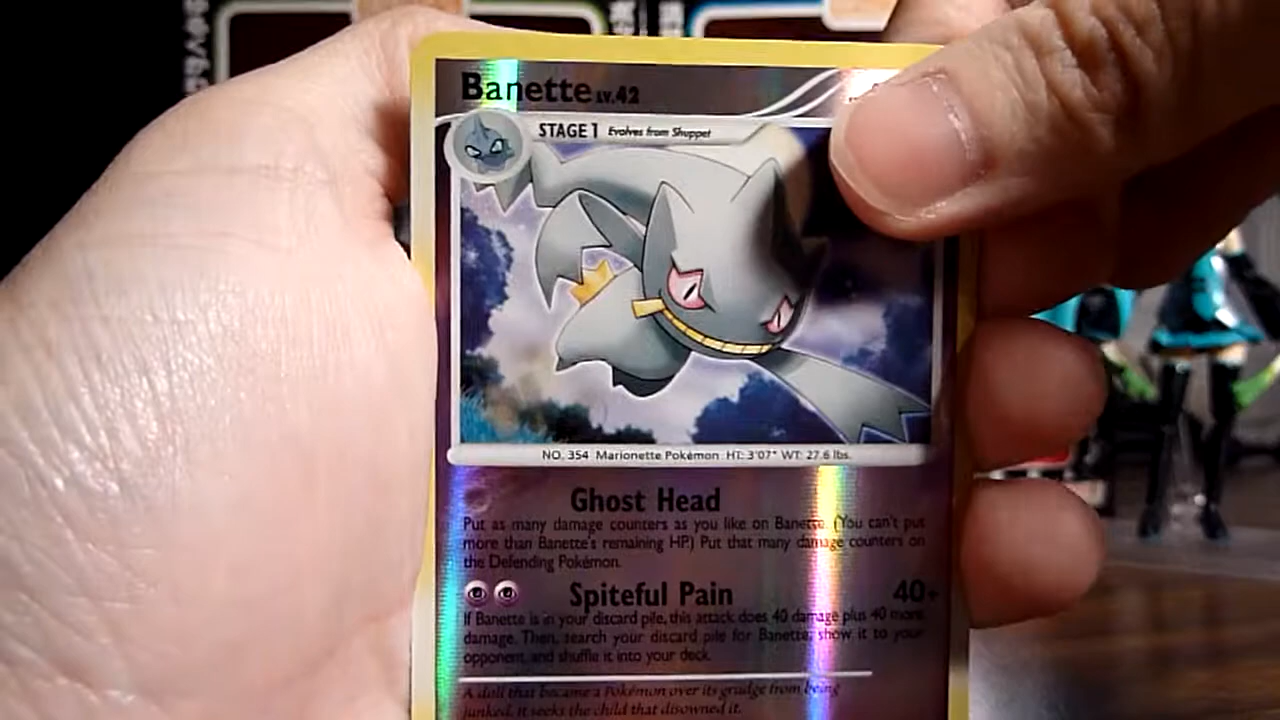 Banette LV.42
STAGE 1 Evolves from Shuppet
NO. 354 Marionette Pokémon HT: 3'07" WT: 27.6 lbs.
Ghost Head
Put as many damage counters as you like on Banette. (You can't put
more than Banette's remaining HP.) Put that many damage counters on
the Defending Pokémon.
Spiteful Pain 40+
If Banette is in your discard pile, this attack does 40 damage plus 40 more
damage. Then, search your discard pile for Banette, show it to your
opponent, and shuffle it into your deck.
A doll that became a Pokémon over its grudge from being
junked. It seeks the child that disowned it.